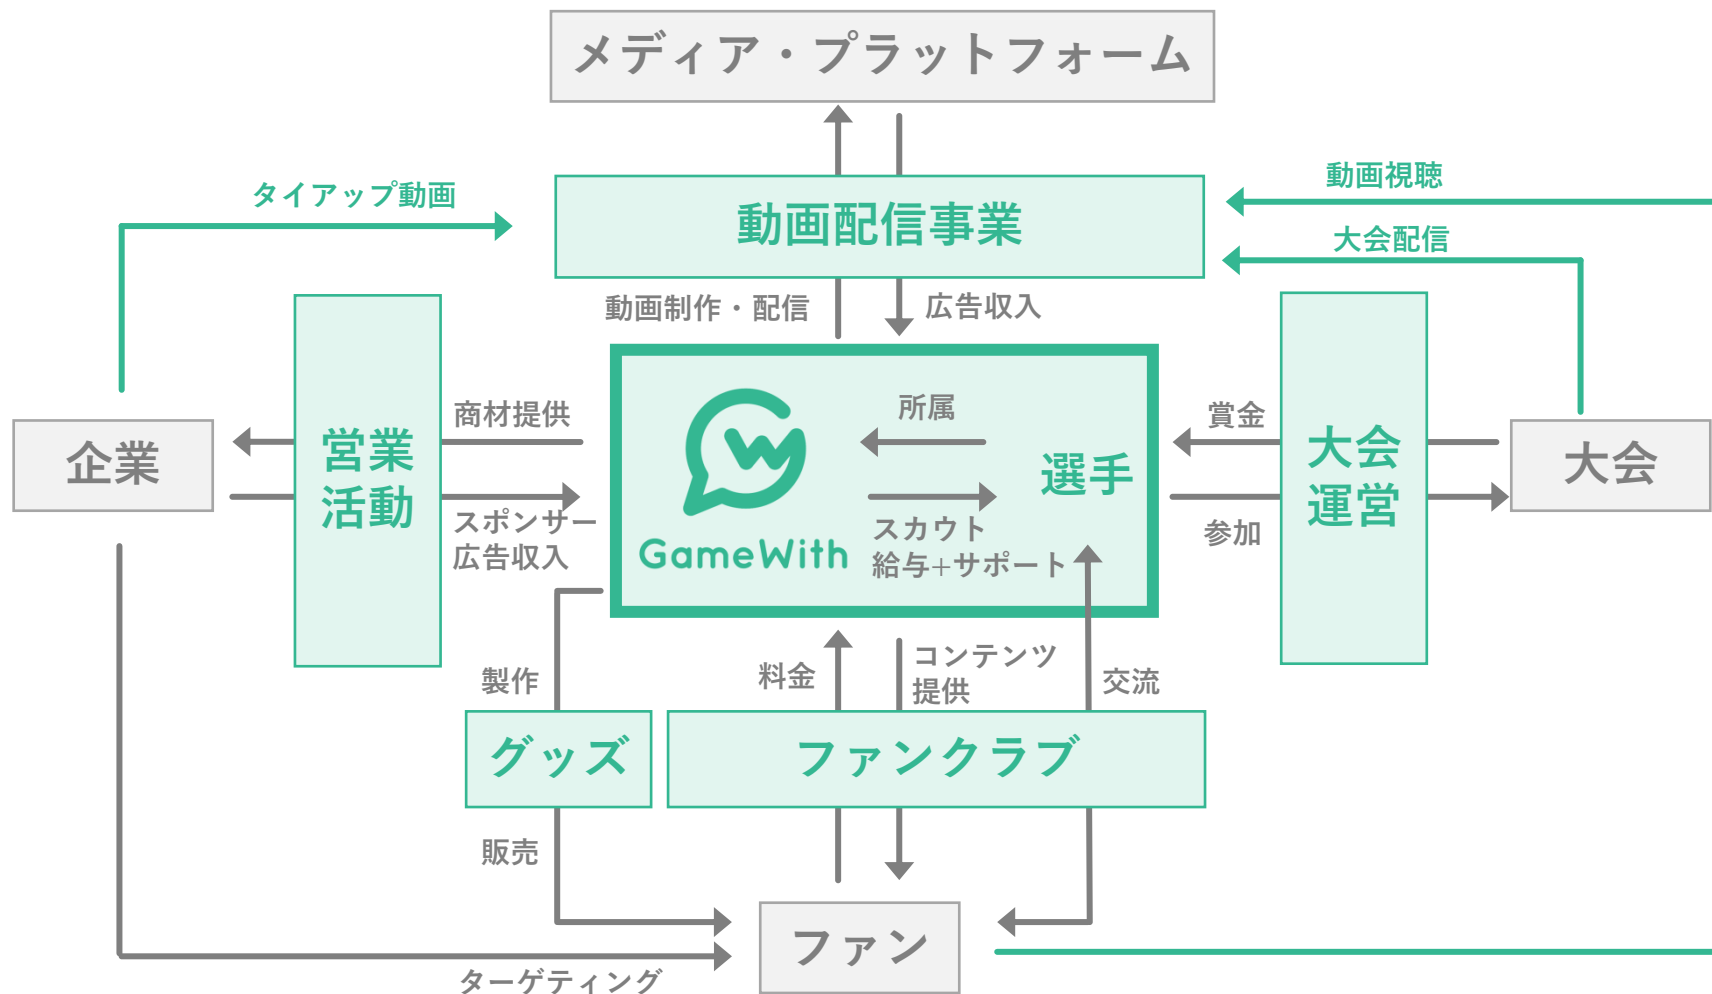 メディア・プラットフォーム
タイアップ動画
動画視聴
動画配信事業
大会配信
動画制作・配信
広告収入
企業
営業
活動
商材提供
スポンサー
広告収入
GameWith
所属
選手
スカウト
給与+サポート
賞金
参加
大会
運営
大会
製作
料金
コンテンツ
提供
交流
グッズ
ファンクラブ
販売
ファン
ターゲティング